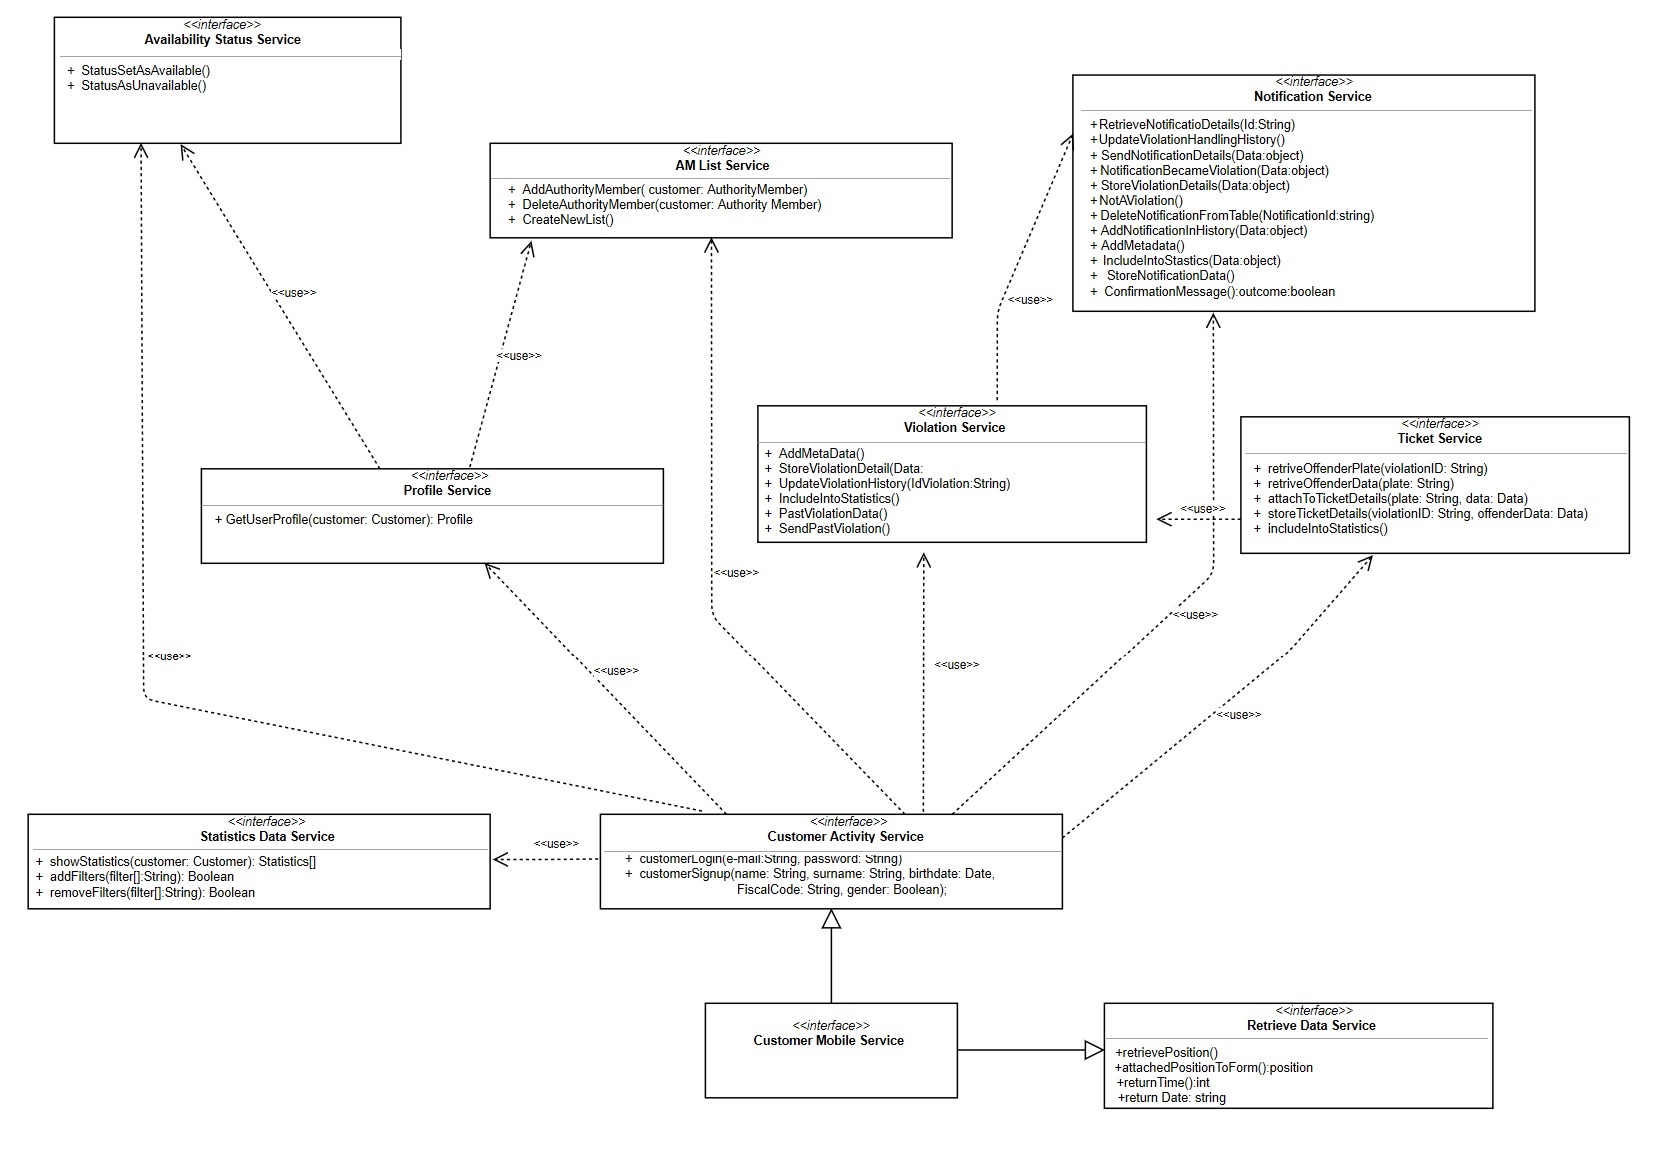 <<interface>>
Availability Status Service
+ StatusSetAsAvailable()
+ StatusAsUnavailable()
<<interface>>
Notification Service
+RetrieveNotificatioDetails(Id:String)
+UpdateViolationHandlingHistory()
+ SendNotificationDetails(Data:object)
+ NotificationBecameViolation(Data:object)
+ StoreViolationDetails(Data:object)
+NotAViolation()
+ DeleteNotificationFromTable(NotificationId:string)
+ AddNotificationInHistory(Data:object)
+ AddMetadata()
+ IncludeIntoStastics(Data:object)
+ StoreNotificationData()
+ ConfirmationMessage():outcome:boolean
<<interface>>
AM List Service
+ AddAuthorityMember( customer: AuthorityMember)
+ DeleteAuthorityMember(customer: Authority Member)
+ CreateNewList()
<<use>>
<<use>>
<<use>>
<<interface>>
Violation Service
+ AddMetaData()
+ StoreViolationDetail(Data:
+ UpdateViolationHistory(IdViolation:String)
+ IncludeIntoStatistics()
+ PastViolationData()
+ SendPastViolation()
<<interface>>
Ticket Service
+ retriveOffenderPlate(violationID: String)
+ retriveOffenderData(plate: String)
+ attachToTicketDetails(plate: String, data: Data)
+ storeTicketDetails(violationID: String, offenderData: Data)
+ includeIntoStatistics()
<<interface>>
Profile Service
+ GetUserProfile(customer: Customer): Profile
<<use>>
<<use>>
<<use>>
<<use>>
<<use>>
<<use>>
<<use>>
<<interface>>
Statistics Data Service
+ showStatistics(customer: Customer): Statistics[]
+ addFilters(filter[]:String): Boolean
+ removeFilters(filter[]:String): Boolean
<<use>>
<<interface>>
Customer Activity Service
+ customerLogin(e-mail:String, password: String)
+ customerSignup(name: String, surname: String, birthdate: Date,
FiscalCode: String, gender: Boolean);
<<interface>>
Customer Mobile Service
<<interface>>
Retrieve Data Service
+retrievePosition()
+attachedPositionToForm():position
+returnTime():int
+return Date: string